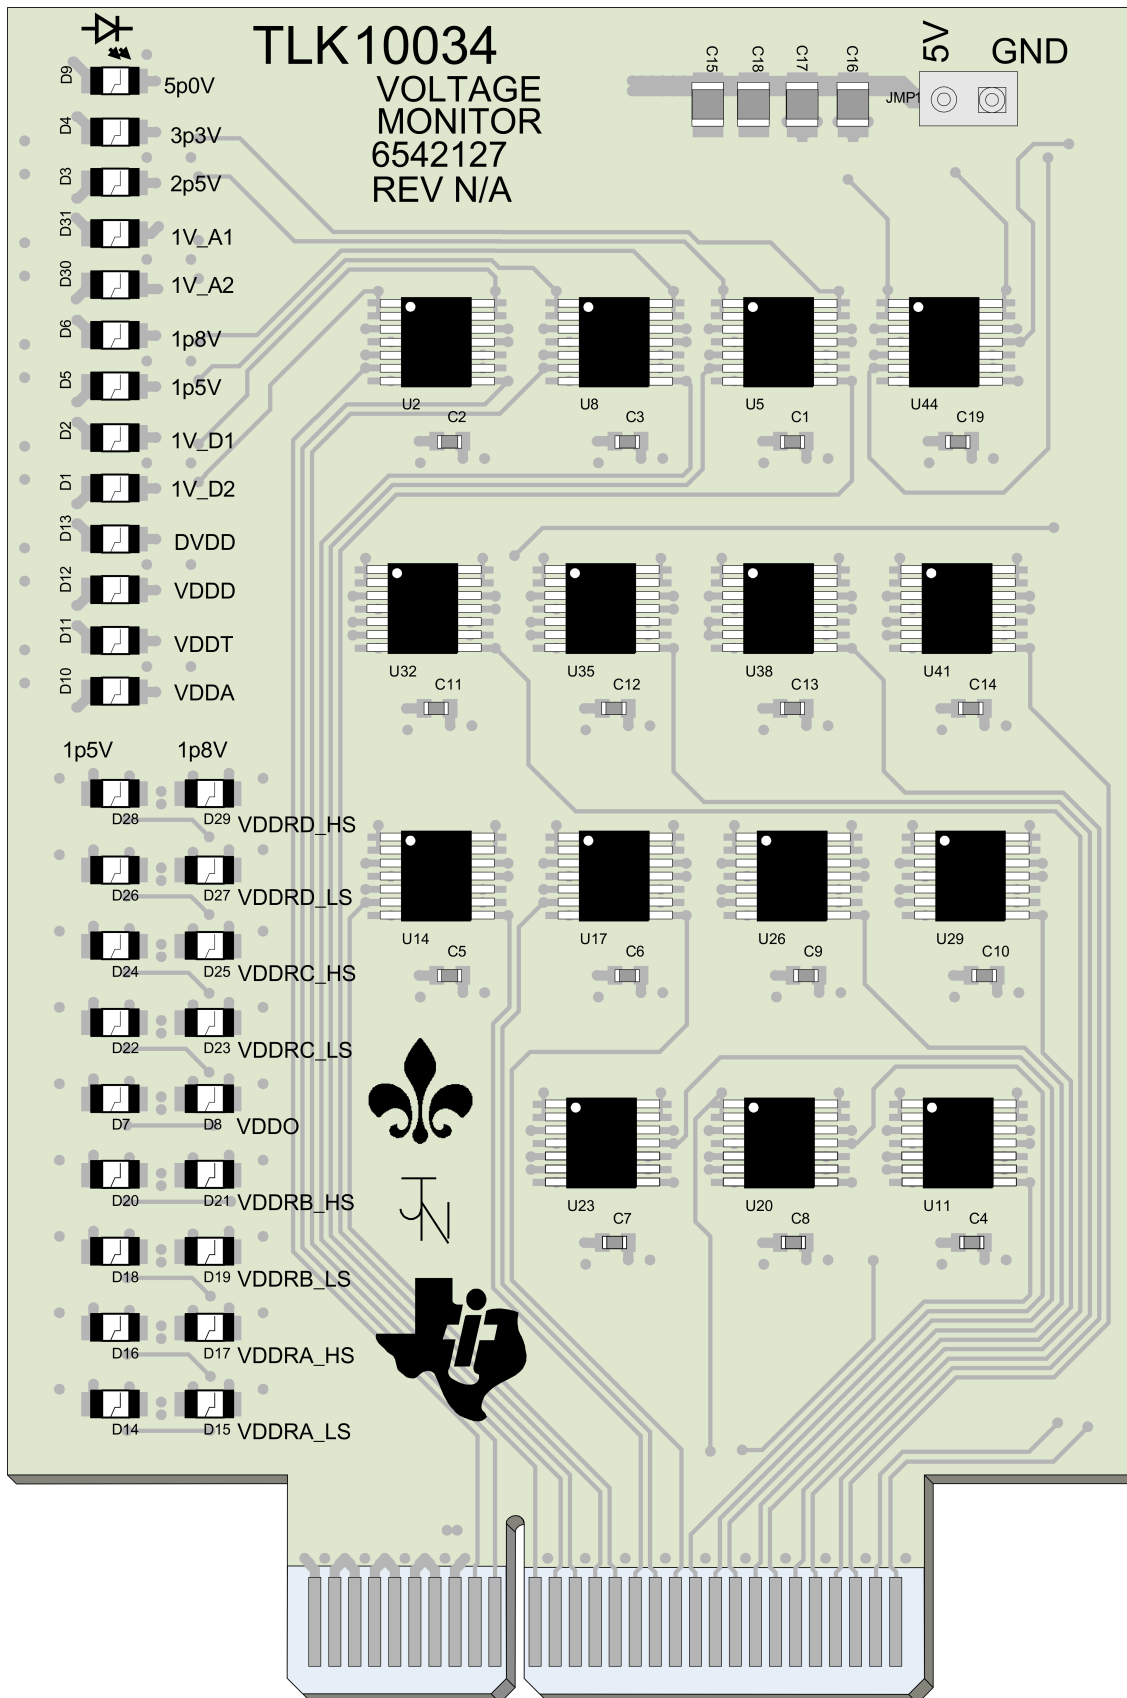 TLK10034
VOLTAGE
MONITOR
6542127
REV N/A
C15 C18 C17 C16
JMP1
5V GND
D9 5p0V
D4 3p3V
D3 2p5V
D31 1V_A1
D30 1V_A2
D6 1p8V
D5 1p5V
D2 1V_D1
D1 1V_D2
D13 DVDD
D12 VDDD
D11 VDDT
D10 VDDA
1p5V 1p8V
D28 D29 VDDRD_HS
D26 D27 VDDRD_LS
D24 D25 VDDRC_HS
D22 D23 VDDRC_LS
D7 D8 VDDO
D20 D21 VDDRB_HS
D18 D19 VDDRB_LS
D16 D17 VDDRA_HS
D14 D15 VDDRA_LS
U2 U8 U5 U44
C2 C3 C1 C19
U32 U35 U38 U41
C11 C12 C13 C14
U14 U17 U26 U29
C5 C6 C9 C10
U23 U20 U11
C7 C8 C4
JN
ti